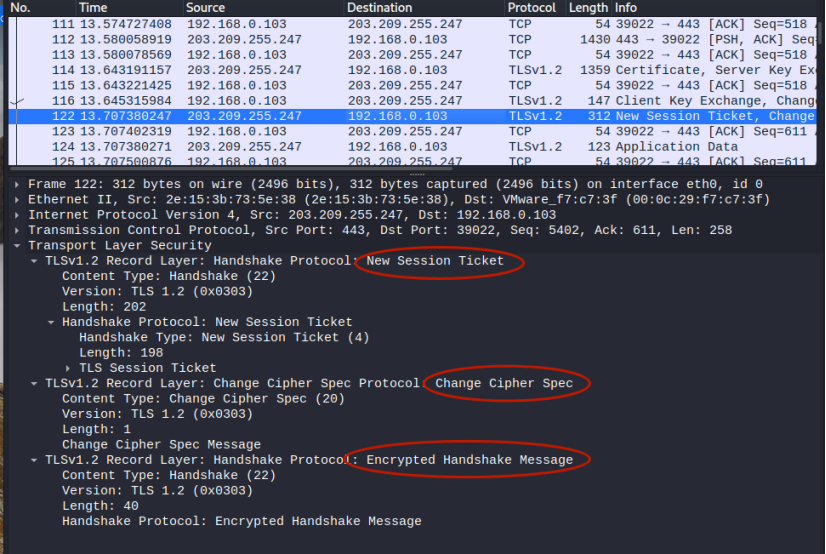 No. Time Source Destination Protocol Length Info
111 13.574727408 192.168.0.103 203.209.255.247 TCP 54 39022 → 443 [ACK] Seq=518
112 13.580058919 203.209.255.247 192.168.0.103 TCP 1430 443 → 39022 [PSH, ACK] Seq=
113 13.580078569 192.168.0.103 203.209.255.247 TCP 54 39022 → 443 [ACK] Seq=518
114 13.643191157 203.209.255.247 192.168.0.103 TLSv1.2 1359 Certificate, Server Key Ex
115 13.643221425 192.168.0.103 203.209.255.247 TCP 54 39022 → 443 [ACK] Seq=518
116 13.645315984 192.168.0.103 203.209.255.247 TLSv1.2 147 Client Key Exchange, Chang
122 13.707380247 203.209.255.247 192.168.0.103 TLSv1.2 312 New Session Ticket, Change
123 13.707402319 192.168.0.103 203.209.255.247 TCP 54 39022 → 443 [ACK] Seq=611
124 13.707380271 203.209.255.247 192.168.0.103 TLSv1.2 123 Application Data
125 13.707500876 192.168.0.103 203.209.255.247 TCP 54 39022 → 443 [ACK] Seq=611
Frame 122: 312 bytes on wire (2496 bits), 312 bytes captured (2496 bits) on interface eth0, id 0
Ethernet II, Src: 2e:15:3b:73:5e:38 (2e:15:3b:73:5e:38), Dst: VMware_f7:c7:3f (00:0c:29:f7:c7:3f)
Internet Protocol Version 4, Src: 203.209.255.247, Dst: 192.168.0.103
Transmission Control Protocol, Src Port: 443, Dst Port: 39022, Seq: 5402, Ack: 611, Len: 258
Transport Layer Security
TLSv1.2 Record Layer: Handshake Protocol: New Session Ticket
Content Type: Handshake (22)
Version: TLS 1.2 (0x0303)
Length: 202
Handshake Protocol: New Session Ticket
Handshake Type: New Session Ticket (4)
Length: 198
TLS Session Ticket
TLSv1.2 Record Layer: Change Cipher Spec Protocol: Change Cipher Spec
Content Type: Change Cipher Spec (20)
Version: TLS 1.2 (0x0303)
Length: 1
Change Cipher Spec Message
TLSv1.2 Record Layer: Handshake Protocol: Encrypted Handshake Message
Content Type: Handshake (22)
Version: TLS 1.2 (0x0303)
Length: 40
Handshake Protocol: Encrypted Handshake Message